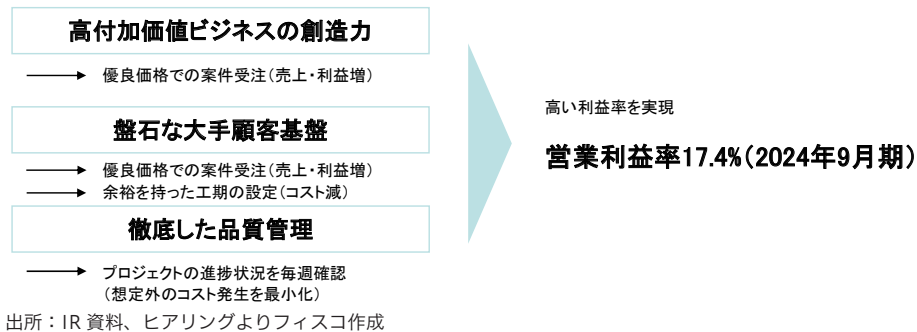 高付加価値ビジネスの創造力
優良価格での案件受注(売上・利益増)
盤石な大手顧客基盤
優良価格での案件受注(売上・利益増)
余裕を持った工期の設定(コスト減)
徹底した品質管理
プロジェクトの進捗状況を毎週確認
(想定外のコスト発生を最小化)
高い利益率を実現
営業利益率17.4%(2024年9月期)
出所：IR 資料、ヒアリングよりフィスコ作成